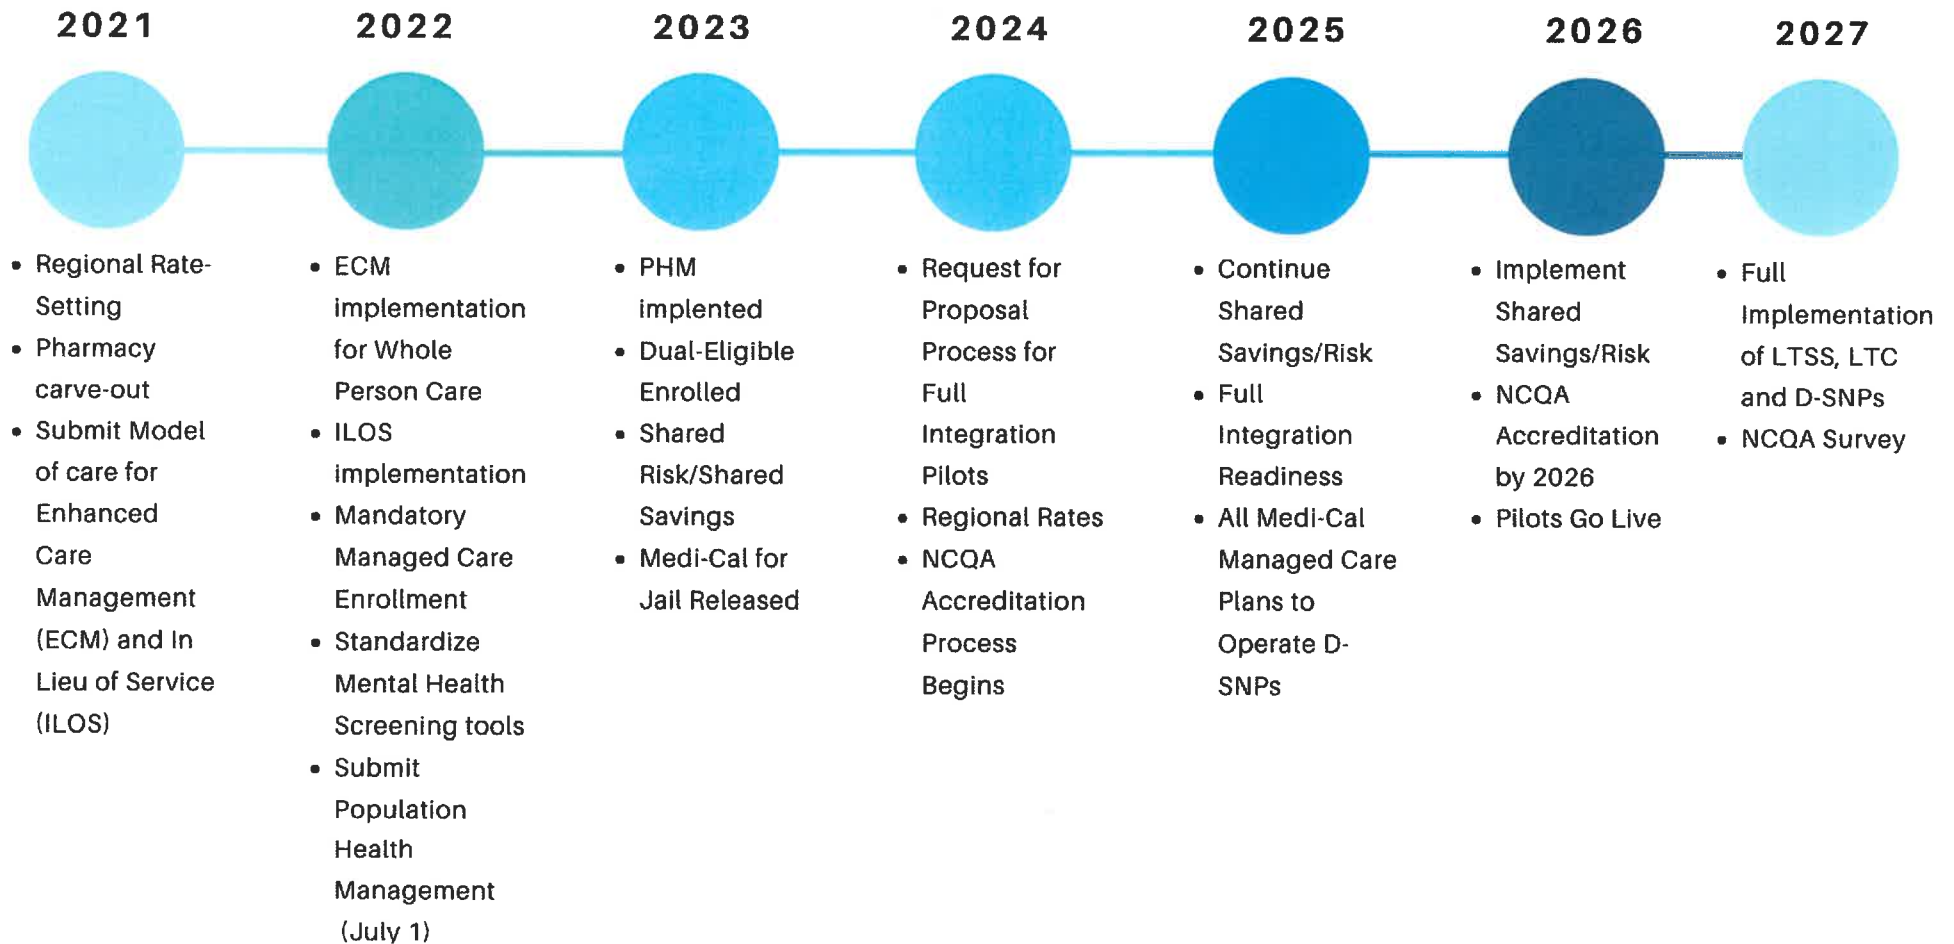 2021
Regional Rate-
Setting
Pharmacy
carve-out
Submit Model
of care for
Enhanced
Care
Management
(ECM) and In
Lieu of Service
(ILOS)
2022
ECM
implementation
for Whole
Person Care
ILOS
implementation
Mandatory
Managed Care
Enrollment
Standardize
Mental Health
Screening tools
Submit
Population
Health
Management
(July 1)
2023
PHM
implented
Dual-Eligible
Enrolled
Shared
Risk/Shared
Savings
Medi-Cal for
Jail Released
2024
Request for
Proposal
Process for
Full
Integration
Pilots
Regional Rates
NCQA
Accreditation
Process
Begins
2025
Continue
Shared
Savings/Risk
Full
Integration
Readiness
All Medi-Cal
Managed Care
Plans to
Operate D-
SNPs
2026
Implement
Shared
Savings/Risk
NCQA
Accreditation
by 2026
Pilots Go Live
2027
Full
Implementation
of LTSS, LTC
and D-SNPs
NCQA Survey